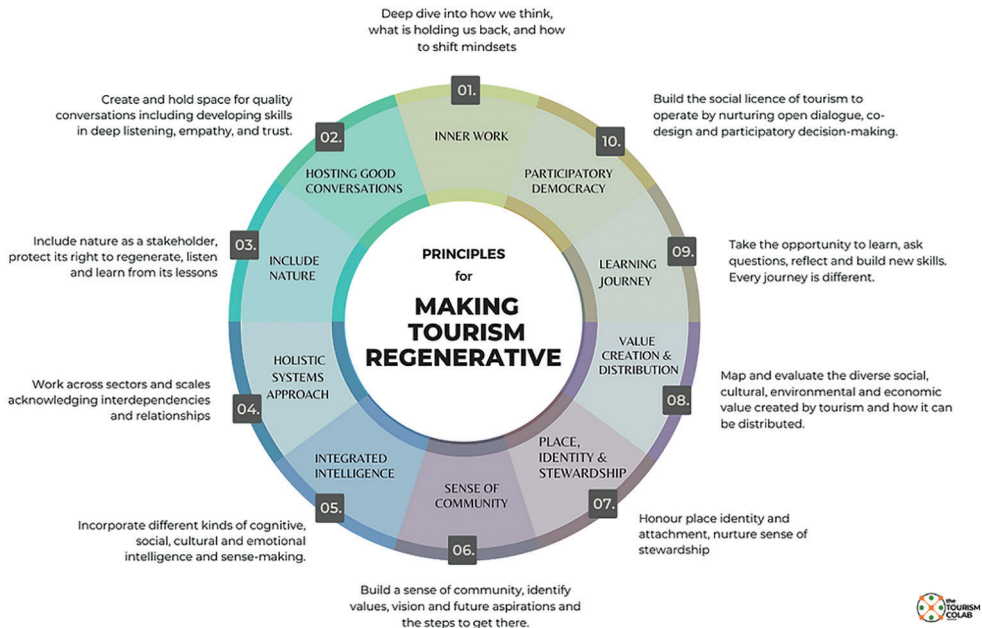 PRINCIPLES
for
MAKING
TOURISM
REGENERATIVE
01.
INNER WORK
Deep dive into how we think,
what is holding us back, and how
to shift mindsets
02.
HOSTING GOOD
CONVERSATIONS
Create and hold space for quality
conversations including developing skills
in deep listening, empathy, and trust.
03.
INCLUDE
NATURE
Include nature as a stakeholder,
protect its right to regenerate, listen
and learn from its lessons
04.
HOLISTIC
SYSTEMS
APPROACH
Work across sectors and scales
acknowledging interdependencies
and relationships
05.
INTEGRATED
INTELLIGENCE
Incorporate different kinds of cognitive,
social, cultural and emotional
intelligence and sense-making.
06.
SENSE OF
COMMUNITY
Build a sense of community, identify
values, vision and future aspirations and
the steps to get there.
07.
PLACE,
IDENTITY &
STEWARDSHIP
Honour place identity and
attachment, nurture sense of
stewardship
08.
VALUE
CREATION &
DISTRIBUTION
Map and evaluate the diverse social,
cultural, environmental and economic
value created by tourism and how it can
be distributed.
09.
LEARNING
JOURNEY
Take the opportunity to learn, ask
questions, reflect and build new skills.
Every journey is different.
10.
PARTICIPATORY
DEMOCRACY
Build the social licence of tourism to
operate by nurturing open dialogue, co-
design and participatory decision-making.
the
TOURISM
COLAB